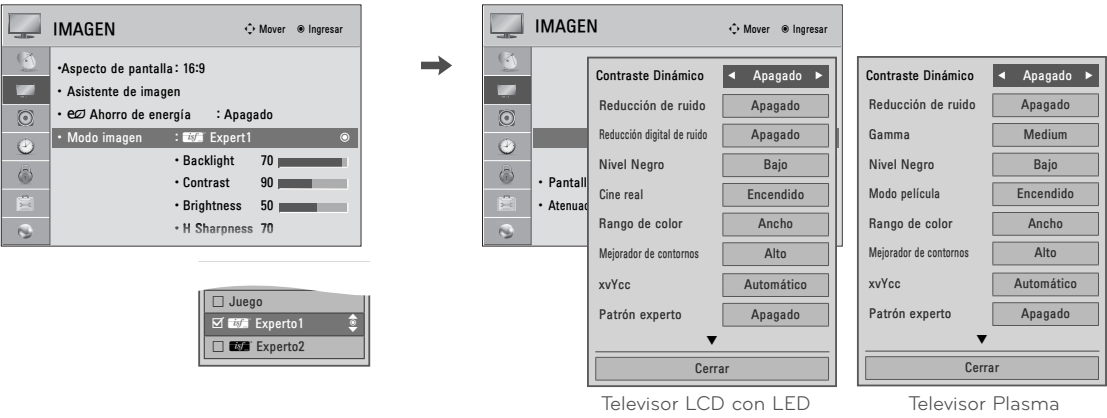 IMAGEN
Mover
Ingresar
•Aspecto de pantalla: 16:9
• Asistente de imagen
• Ahorro de energía : Apagado
• Modo imagen : isf Expert1
• Backlight 70
• Contrast 90
• Brightness 50
• H Sharpness 70
Juego
isf Experto1
isf Experto2
IMAGEN
Mover
Ingresar
• Pantall
• Atenuac
Contraste Dinámico ◄ Apagado ►
Reducción de ruido Apagado
Reducción digital de ruido Apagado
Nivel Negro Bajo
Cine real Encendido
Rango de color Ancho
Mejorador de contornos Alto
xvYcc Automático
Patrón experto Apagado
▼
Cerrar
Televisor LCD con LED
Contraste Dinámico ◄ Apagado ►
Reducción de ruido Apagado
Gamma Medium
Nivel Negro Bajo
Modo película Encendido
Rango de color Ancho
Mejorador de contornos Alto
xvYcc Automático
Patrón experto Apagado
▼
Cerrar
Televisor Plasma